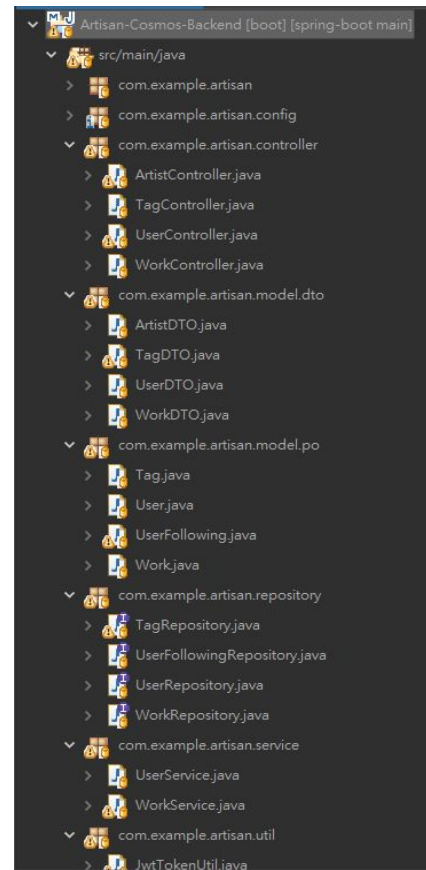 Artisan-Cosmos-Backend [boot] [spring-boot main]
src/main/java
com.example.artisan
com.example.artisan.config
com.example.artisan.controller
ArtistController.java
TagController.java
UserController.java
WorkController.java
com.example.artisan.model.dto
ArtistDTO.java
TagDTO.java
UserDTO.java
WorkDTO.java
com.example.artisan.model.po
Tag.java
User.java
UserFollowing.java
Work.java
com.example.artisan.repository
TagRepository.java
UserFollowingRepository.java
UserRepository.java
WorkRepository.java
com.example.artisan.service
UserService.java
WorkService.java
com.example.artisan.util
JwtTokenUtil.java